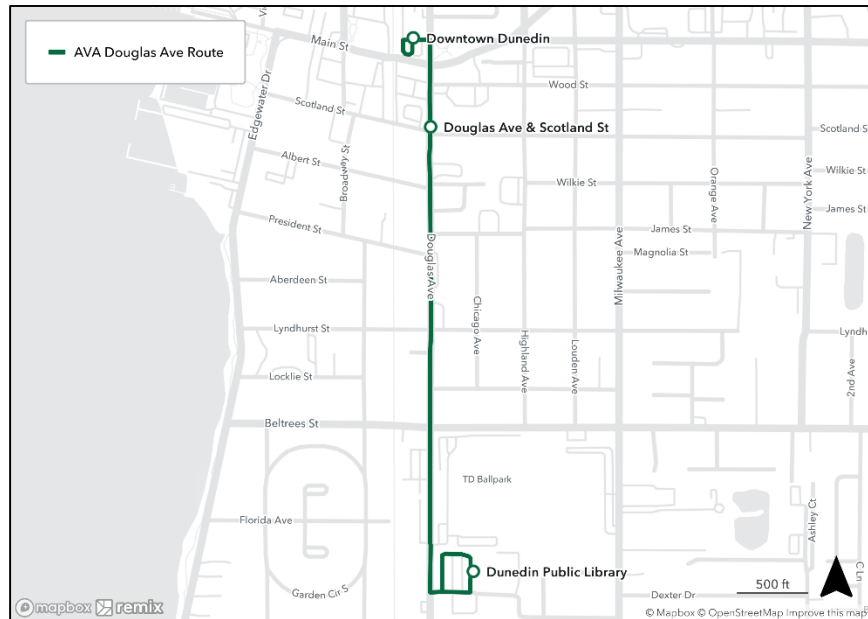 AVA Douglas Ave Route
Main St
Downtown Dunedin
Edgewater Dr
Wood St
Scotland St
Douglas Ave & Scotland St
Scotland St
Albert St
Broadway St
Wilkie St
Orange Ave
Wilkie St
New York Ave
James St
President St
James St
Douglas Ave
Milwaukee Ave
Magnolia St
Aberdeen St
Chicago Ave
Highland Ave
Louden Ave
Lyndhurst St
Lyndh
2nd Ave
Locklie St
Beltrees St
TD Ballpark
Florida Ave
Ashley Ct
Dunedin Public Library
C Ln
Garden Cir S
500 ft
Dexter Dr
mapbox remix
© Mapbox © OpenStreetMap Improve this map